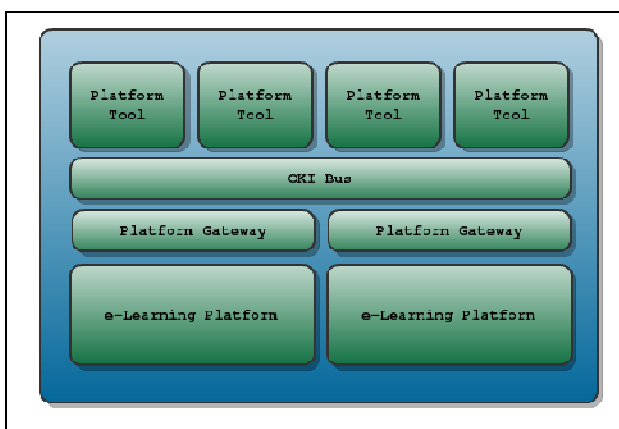 Platform
Tool
Platform
Tool
Platform
Tool
Platform
Tool
OKI Bus
Platform Gateway
Platform Gateway
e-Learning Platform
e-Learning Platform